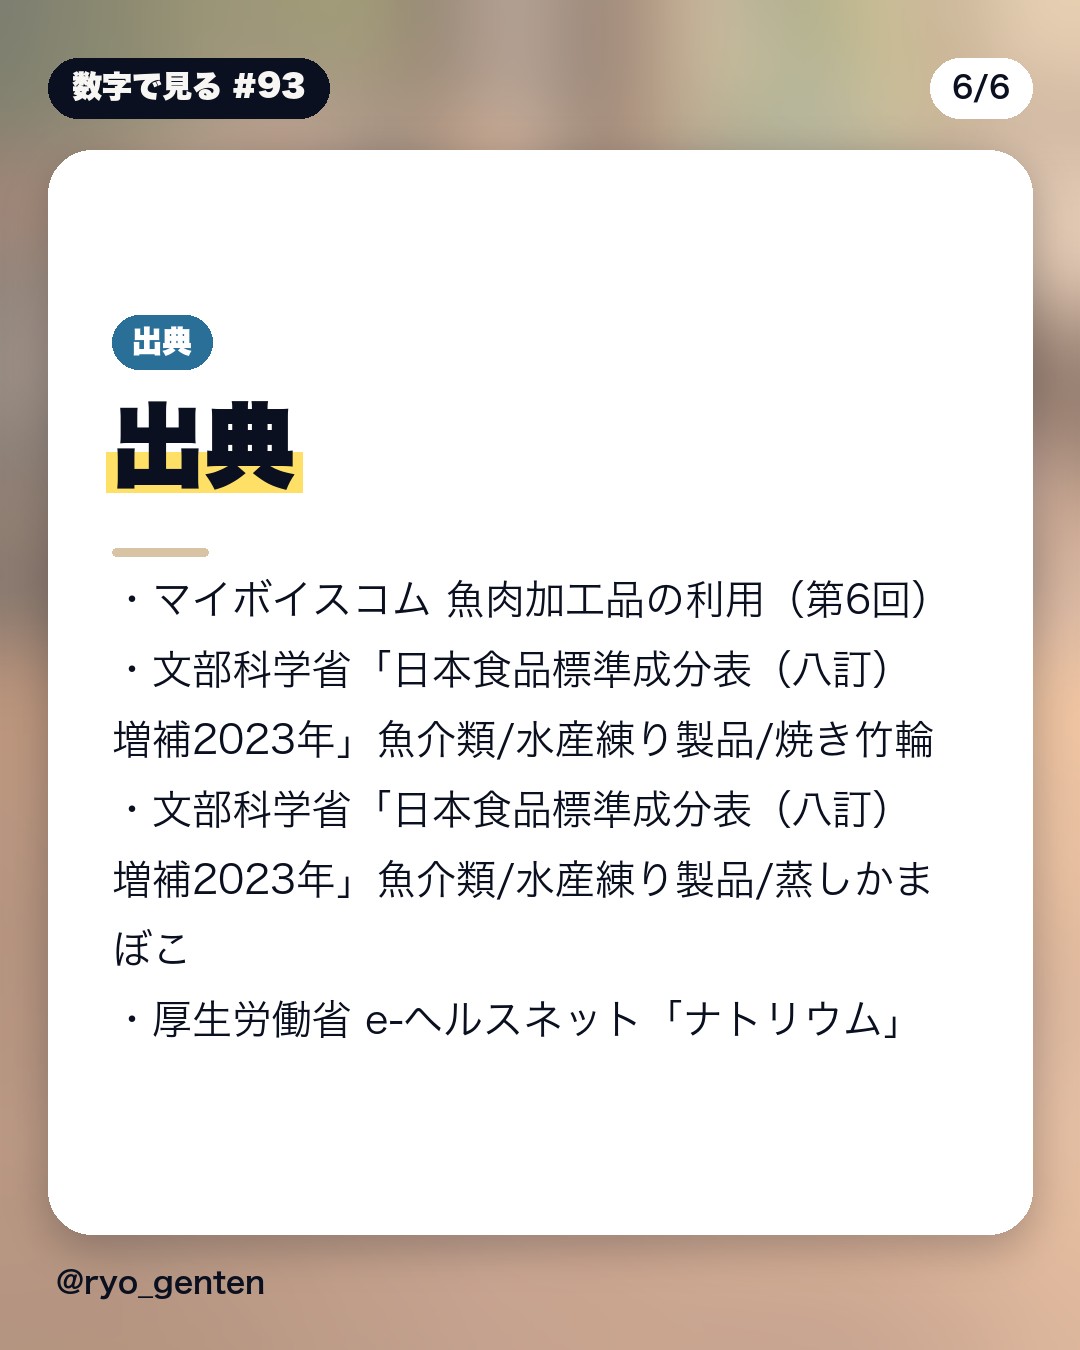 数字で見る #93
6/6
出典
出典
・マイボイスコム 魚肉加工品の利用（第6回）
・文部科学省「日本食品標準成分表（八訂）
増補2023年」魚介類/水産練り製品/焼き竹輪
・文部科学省「日本食品標準成分表（八訂）
増補2023年」魚介類/水産練り製品/蒸しかま
ぼこ
・厚生労働省 e-ヘルスネット「ナトリウム」
@ryo_genten